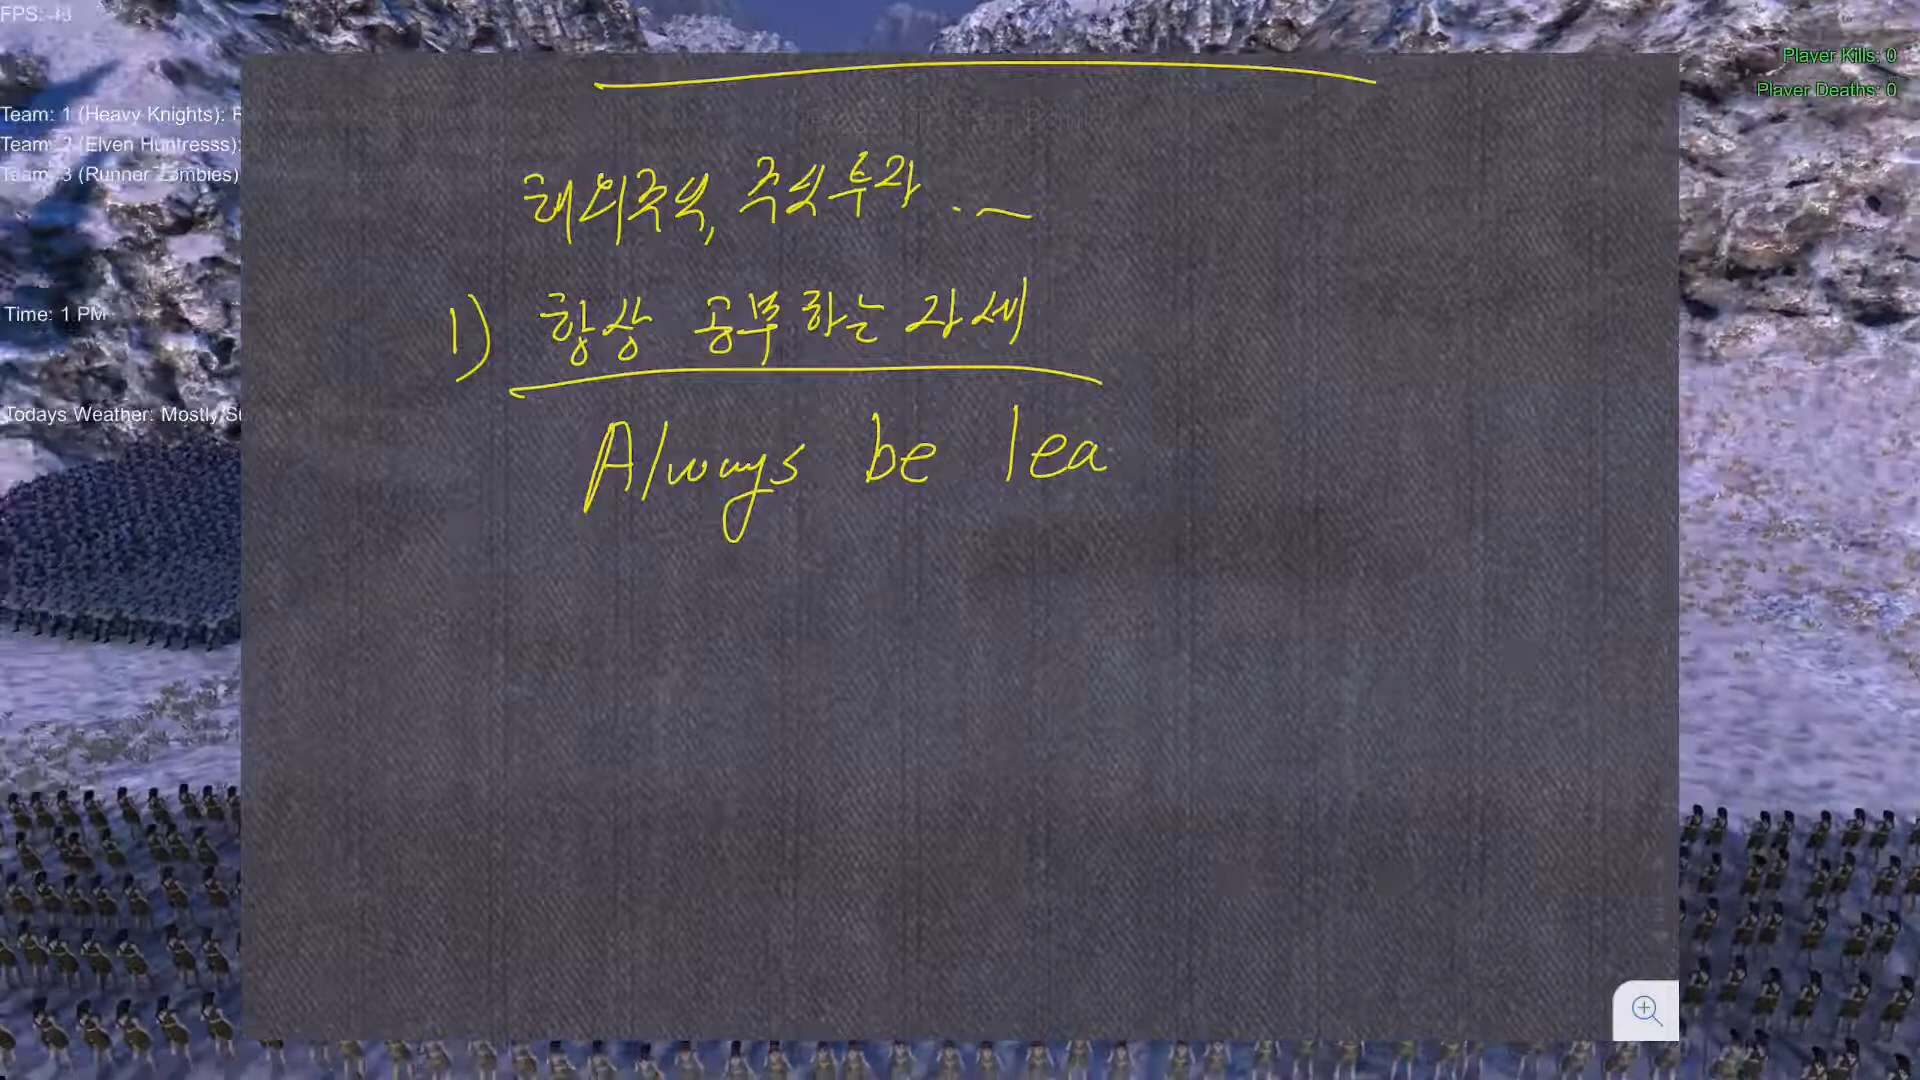 Player Kills: 0
Player Deaths: 0
Team: 1 (Heavy Knights):
Team: 2 (Elven Huntresss):
Team: 3 (Runner Zombies)
Time: 1 PM
Todays Weather: Mostly
해외주식, 주식투자 . ~
1) 항상 공부하는 자세
Always be lea